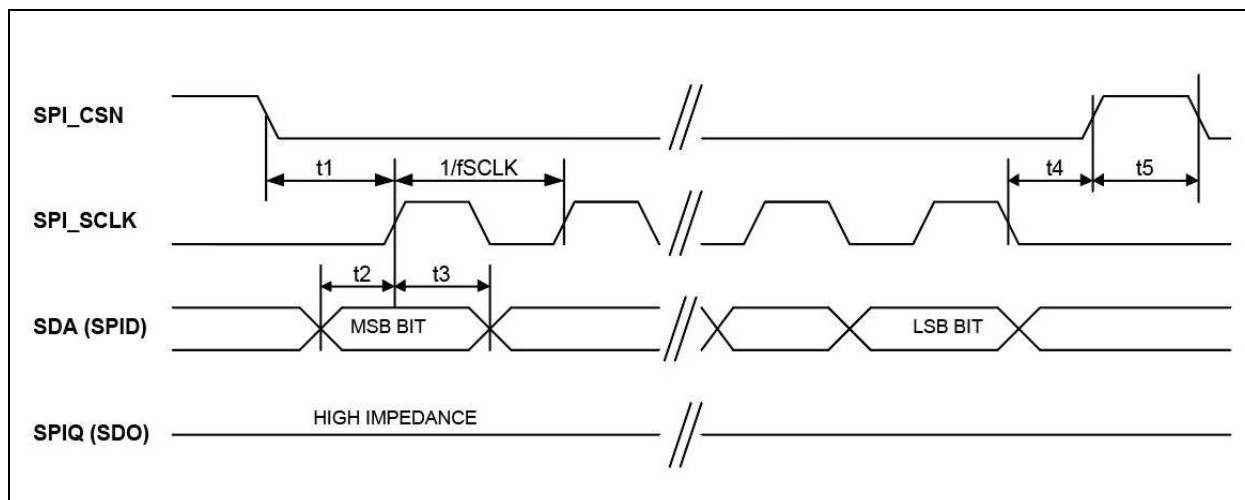 SPI_CSN
t1
1/fSCLK
t4
t5
SPI_SCLK
t2
t3
SDA (SPID)
MSB BIT
LSB BIT
HIGH IMPEDANCE
SPIQ (SDO)